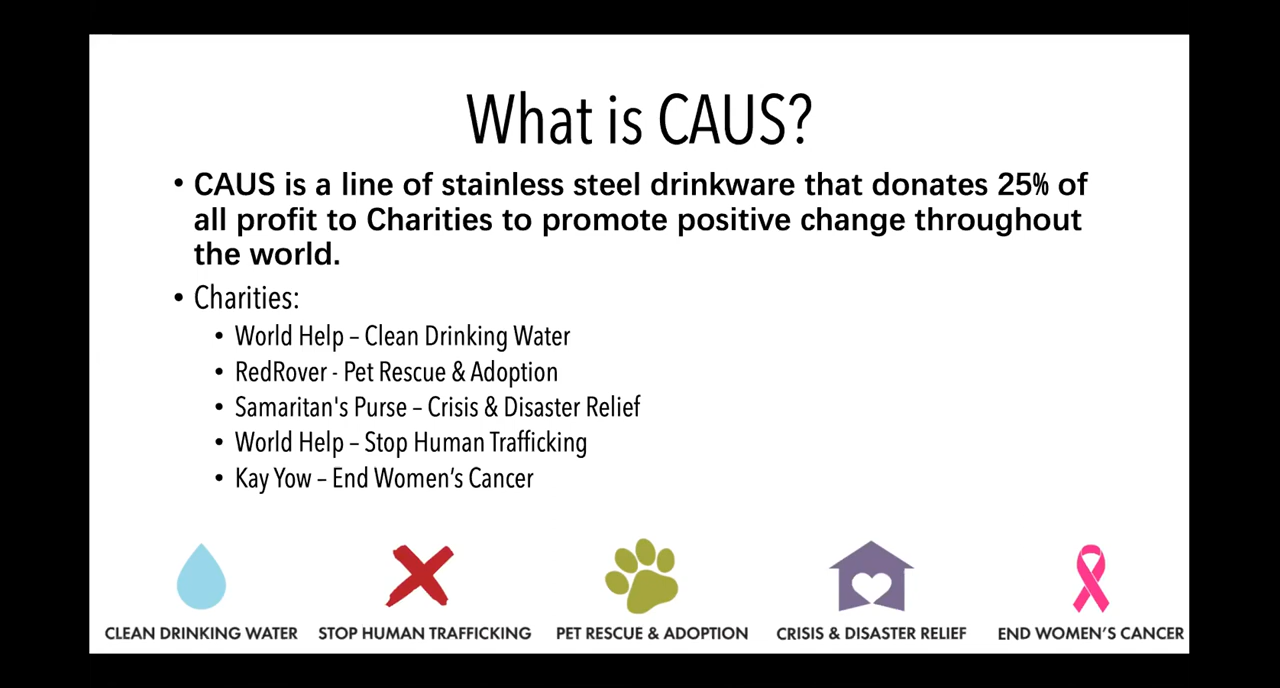 What is CAUS?
• CAUS is a line of stainless steel drinkware that donates 25% of
all profit to Charities to promote positive change throughout
the world.
• Charities:
• World Help – Clean Drinking Water
• RedRover - Pet Rescue & Adoption
• Samaritan's Purse – Crisis & Disaster Relief
• World Help – Stop Human Trafficking
• Kay Yow – End Women’s Cancer
CLEAN DRINKING WATER
STOP HUMAN TRAFFICKING
PET RESCUE & ADOPTION
CRISIS & DISASTER RELIEF
END WOMEN’S CANCER